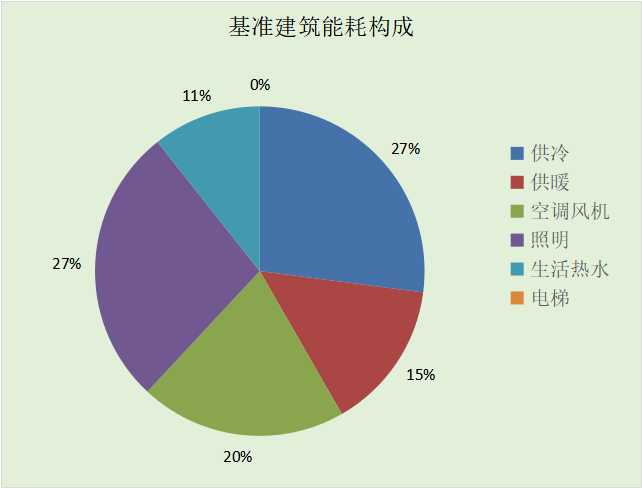 基准建筑能耗构成
0%
11%
27%
27%
15%
20%
供冷
供暖
空调风机
照明
生活热水
电梯